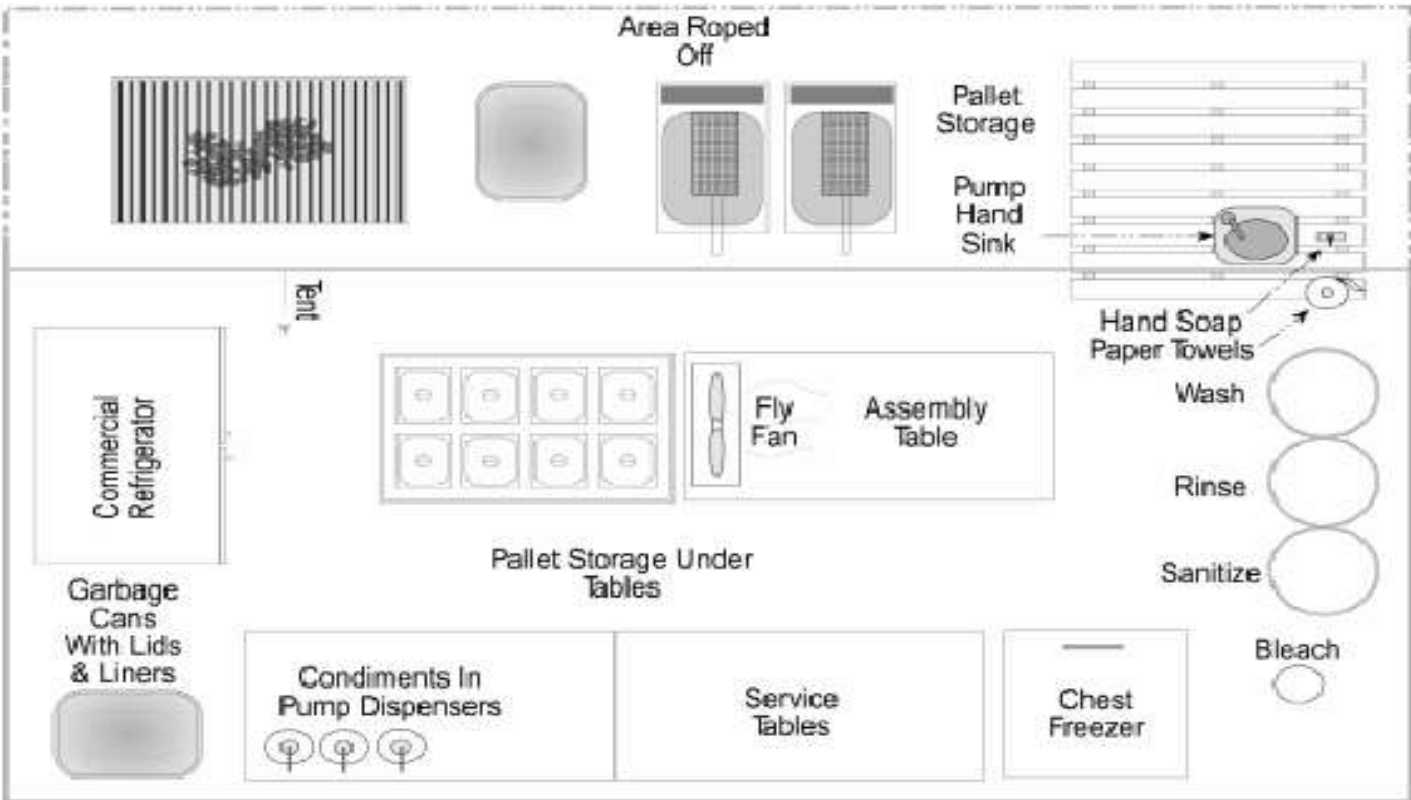 Area Roped
Off
Pallet
Storage
Pump
Hand
Sink
Tent
Hand Soap
Paper Towels
Commercial
Refrigerator
Fly
Fan
Assembly
Table
Wash
Rinse
Sanitize
Pallet Storage Under
Tables
Garbage
Cans
With Lids
& Liners
Condiments In
Pump Dispensers
Service
Tables
Chest
Freezer
Bleach